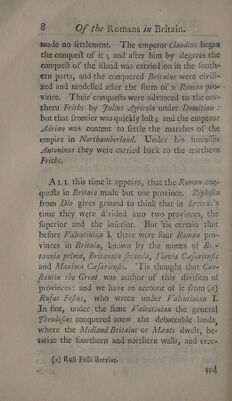 8 Of the Romans in Britain.
made no settlement. The emperor Claudius began
the conquest of it ; and after him by degrees the
conquest of the island was carried on in the south-
ern parts, and the conquered Britains were civili-
zed and modelled after the form of a Roman pro-
vince. Their conquests were advanced to the nor-
thern Friths by Julius Agricola under Domitian :
but that frontier was quickly lost ; and the emperor
Adrian was content to settle the marches of the
empire in Northumberland. Under his successor
Antoninus they were carried back to the northern
Friths.
ALL this time it appears, that the Roman con-
quests in Britain made but one province. Xiphilin
from Dio gives ground to think that in Severus's
time they were divided into two provinces, the
superior and the inferior. But 'tis certain that
before Valentinian I. there were four Roman pro-
vinces in Britain, known by the names of Bri-
tannia prima, Britannia secunda, Flavia Cæsariensis
and Maxima Cæsariensis. 'Tis thought that Con-
stantin the Great was author of this division of
provinces: and we have an account of it from (a)
Rufus Festus, who wrote under Valentinian I.
In fine, under the same Valentinian the general
Theodosius conquered anew the debateable lands,
where the Midland Britains or Mæats dwelt, be-
twixt the southern and northern walls, and erec-
(a) Rufi Festi Breviar.
ted